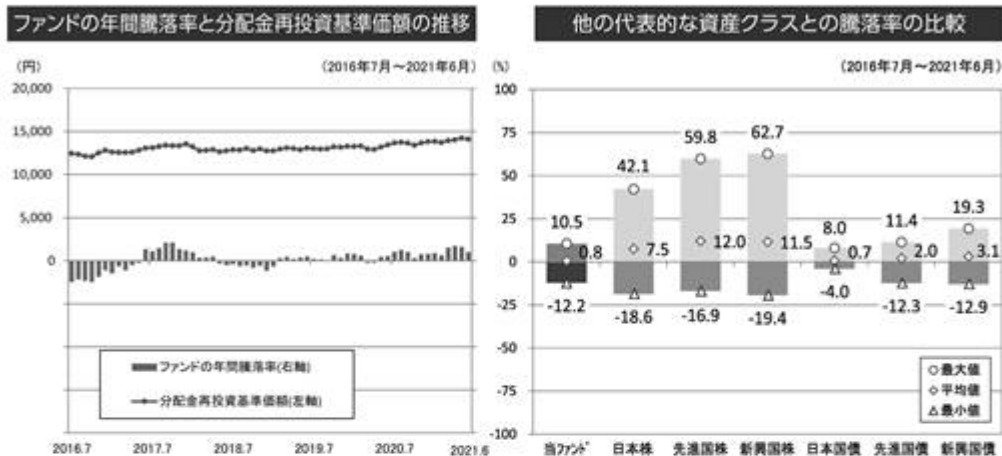 ファンドの年間騰落率と分配金再投資基準価額の推移
(円)
(2016年7月～2021年6月)
20,000
15,000
10,000
5,000
0
ファンドの年間騰落率(右軸)
分配金再投資基準価額(左軸)
2016.7
2017.7
2018.7
2019.7
2020.7
2021.6
他の代表的な資産クラスとの騰落率の比較
(%)
(2016年7月～2021年6月)
100
75
50
25
0
-25
-50
-75
-100
10.5
42.1
59.8
62.7
8.0
11.4
19.3
0.8
7.5
12.0
11.5
0.7
2.0
3.1
-12.2
-18.6
-16.9
-19.4
-4.0
-12.3
-12.9
最大値
平均値
最小値
当ファンド
日本株
先進国株
新興国株
日本国債
先進国債
新興国債